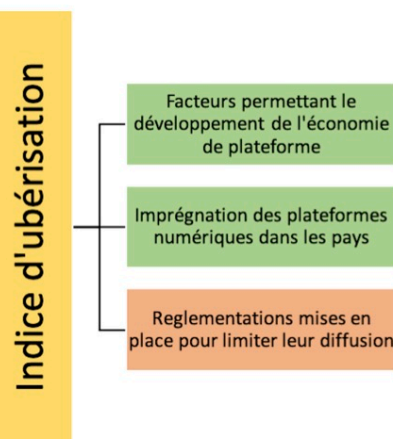 Indice d'ubérisation
Facteurs permettant le
développement de l'économie
de plateforme
Imprégnation des plateformes
numériques dans les pays
Reglementations mises en
place pour limiter leur diffusion